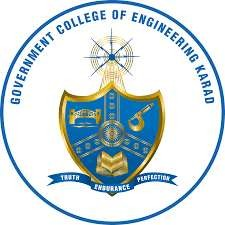 GOVERNMENT COLLEGE OF ENGINEERING KARAD
TRUTH ENDURANCE PERFECTION